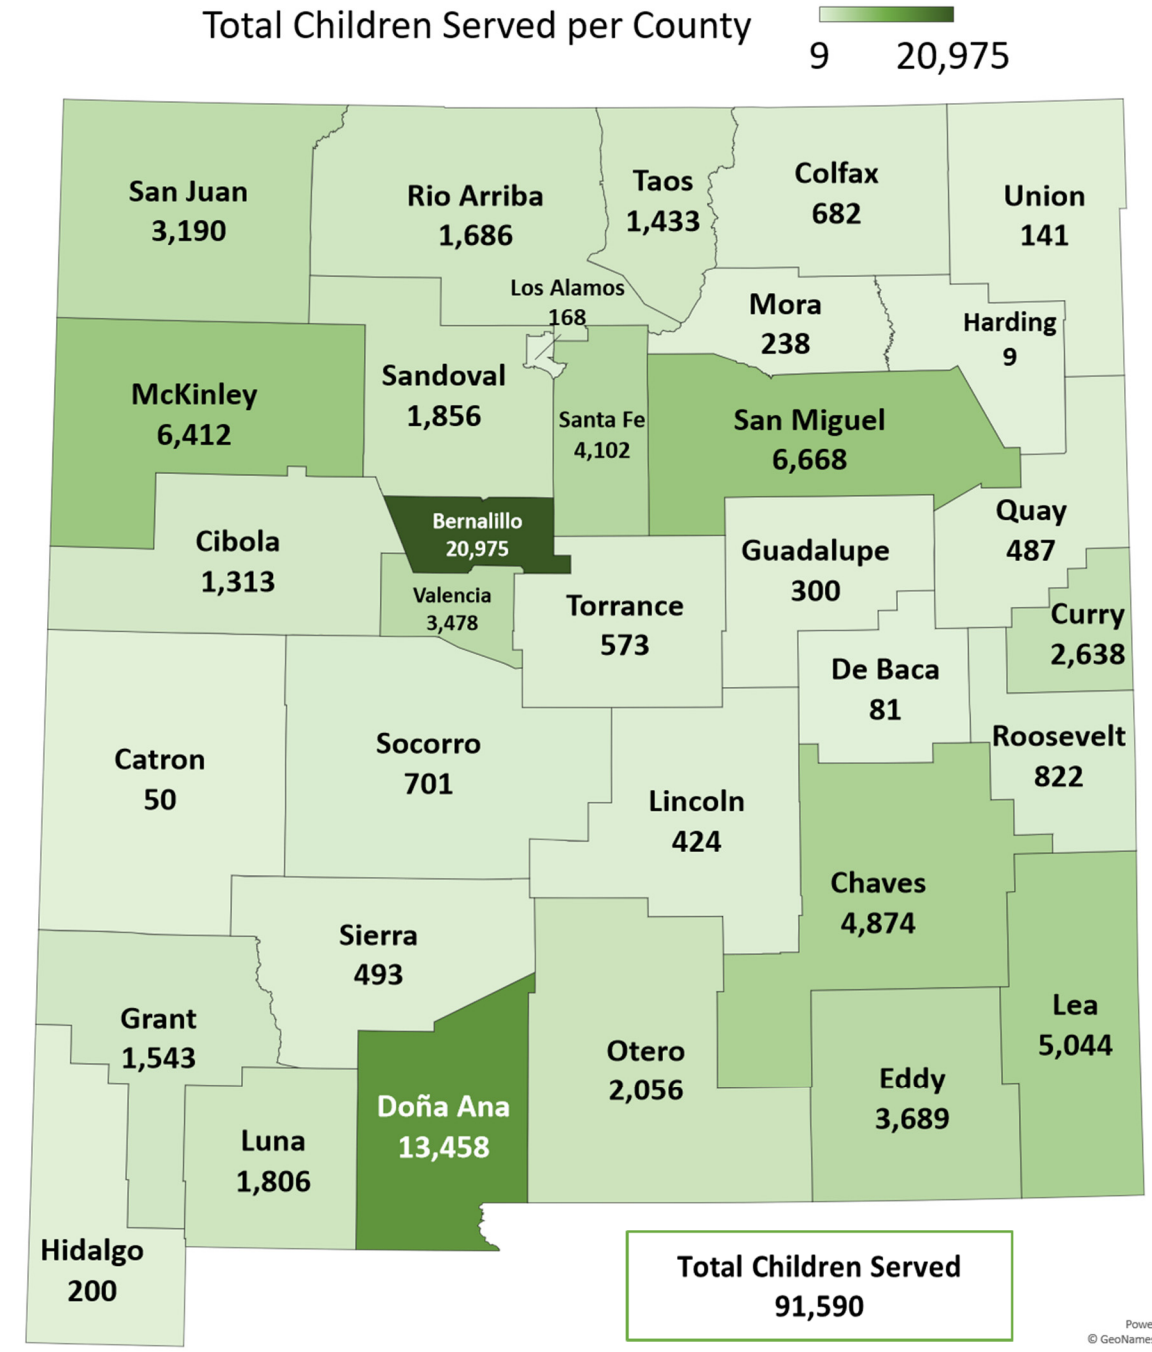 Total Children Served per County
9
20,975
San Juan
3,190
Rio Arriba
1,686
Taos
1,433
Colfax
682
Union
141
Los Alamos
168
Mora
238
Harding
9
McKinley
6,412
Sandoval
1,856
Santa Fe
4,102
San Miguel
6,668
Bernalillo
20,975
Cibola
1,313
Valencia
3,478
Torrance
573
Guadalupe
300
Quay
487
Curry
2,638
De Baca
81
Roosevelt
822
Catron
50
Socorro
701
Lincoln
424
Chaves
4,874
Sierra
493
Grant
1,543
Otero
2,056
Lea
5,044
Eddy
3,689
Doña Ana
13,458
Luna
1,806
Hidalgo
200
Total Children Served
91,590
Powe
© GeoNames